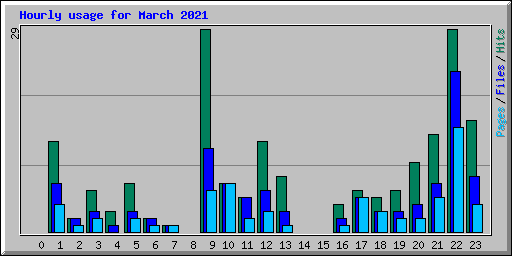 Hourly usage for March 2021
29
Pages/Files/Hits
0 1 2 3 4 5 6 7 8 9 10 11 12 13 14 15 16 17 18 19 20 21 22 23